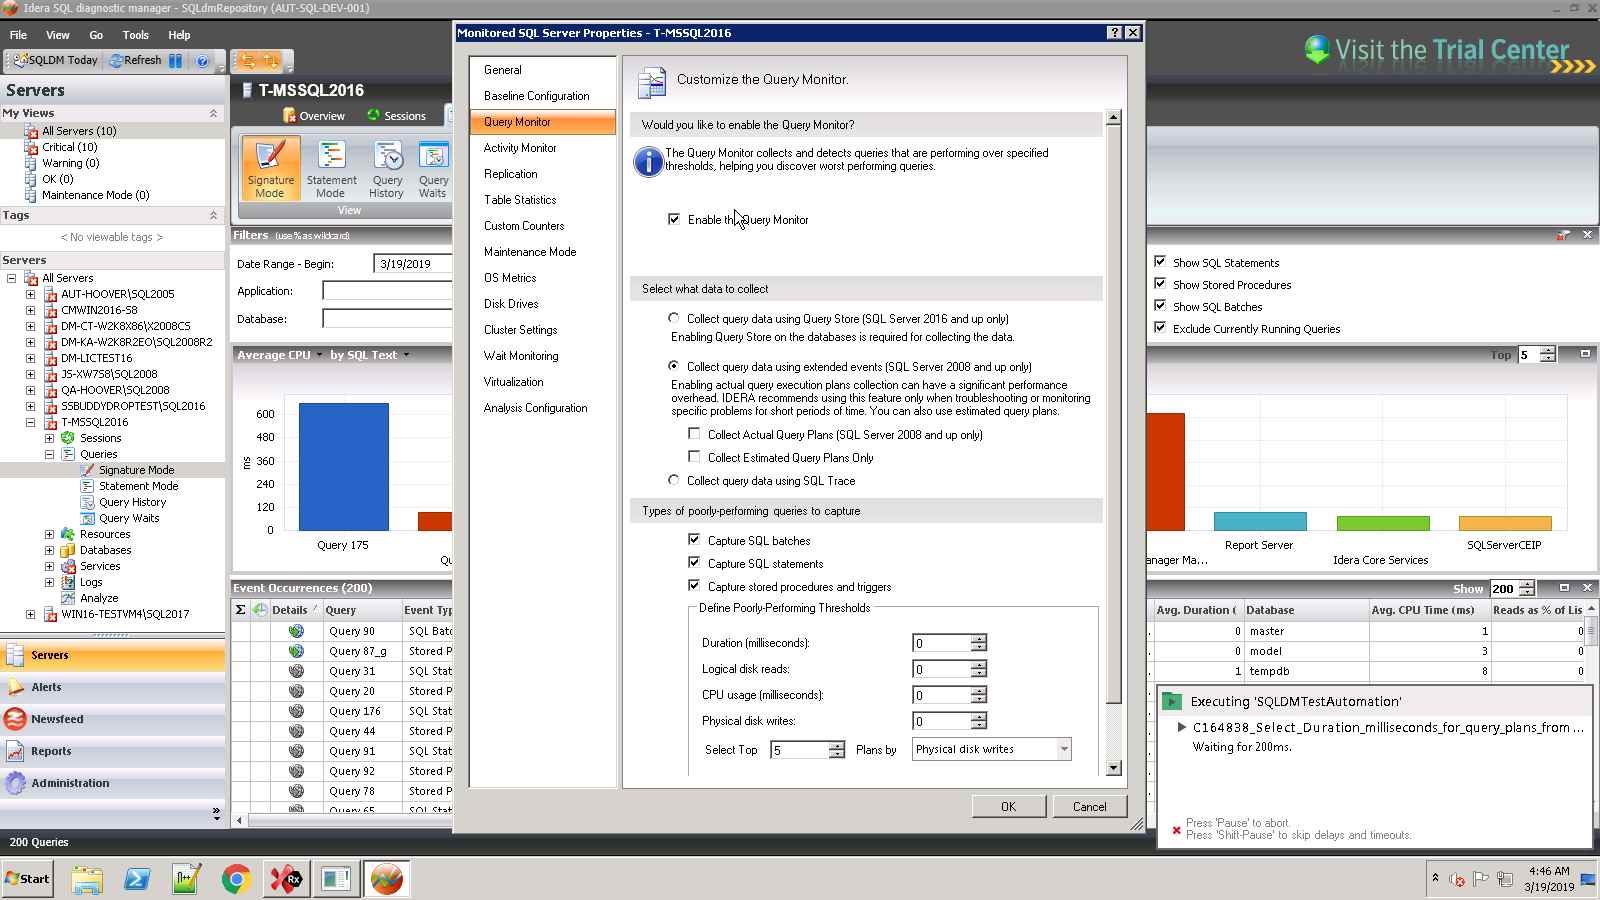 Idera SQL diagnostic manager - SQLdmRepository (AUT-SQL-DEV-001)
File View Go Tools Help
SQLDM Today Refresh
Visit the Trial Center
Servers
My Views
All Servers (10)
Critical (10)
Warning (0)
OK (0)
Maintenance Mode (0)
Tags
< No viewable tags >
Servers
All Servers
AUT-HOOVER\SQL2005
CMWIN2016-S8
DM-CT-W2K8X86\X2008CS
DM-KA-W2K8R2EO\SQL2008R2
DM-LICTEST16
JS-XW7S8\SQL2008
QA-HOOVER\SQL2008
SSBUDDYDROPTEST\SQL2016
T-MSSQL2016
Sessions
Queries
Signature Mode
Statement Mode
Query History
Query Waits
Resources
Databases
Services
Logs
Analyze
WIN16-TESTVM4\SQL2017
Servers
Alerts
Newsfeed
Reports
Administration
200 Queries
T-MSSQL2016
Overview Sessions
Signature Mode
Statement Mode
Query History
Query Waits
View
Filters (use % as wildcard)
Date Range - Begin: 3/19/2019
Application:
Database:
Average CPU by SQL Text
ms
600
480
360
240
120
0
Query 175
Event Occurrences (200)
Σ Details Query Event Typ
Query 90 SQL Batc
Query 87_g Stored P
Query 31 SQL Stat
Query 20 Stored P
Query 176 SQL Stat
Query 44 Stored P
Query 91 SQL Stat
Query 92 Stored P
Query 78 Stored P
Query 65 SQL Stat
Monitored SQL Server Properties - T-MSSQL2016
General
Baseline Configuration
Query Monitor
Activity Monitor
Replication
Table Statistics
Custom Counters
Maintenance Mode
OS Metrics
Disk Drives
Cluster Settings
Wait Monitoring
Virtualization
Analysis Configuration
Customize the Query Monitor.
Would you like to enable the Query Monitor?
The Query Monitor collects and detects queries that are performing over specified
thresholds, helping you discover worst performing queries.
Enable the Query Monitor
Select what data to collect
Collect query data using Query Store (SQL Server 2016 and up only)
Enabling Query Store on the databases is required for collecting the data.
Collect query data using extended events (SQL Server 2008 and up only)
Enabling actual query execution plans collection can have a significant performance
overhead. IDERA recommends using this feature only when troubleshooting or monitoring
specific problems for short periods of time. You can also use estimated query plans.
Collect Actual Query Plans (SQL Server 2008 and up only)
Collect Estimated Query Plans Only
Collect query data using SQL Trace
Types of poorly-performing queries to capture
Capture SQL batches
Capture SQL statements
Capture stored procedures and triggers
Define Poorly-Performing Thresholds
Duration (milliseconds): 0
Logical disk reads: 0
CPU usage (milliseconds): 0
Physical disk writes: 0
Select Top 5 Plans by Physical disk writes
OK Cancel
Show SQL Statements
Show Stored Procedures
Show SQL Batches
Exclude Currently Running Queries
Top 5
anager Ma...
Report Server
Idera Core Services
SQLServerCEIP
Show 200
Avg. Duration ( Database Avg. CPU Time (ms) Reads as % of Lis
0 master 1 0
0 model 3 0
1 tempdb 8 0
Executing 'SQLDMTestAutomation'
C164838_Select_Duration_milliseconds_for_query_plans_from ...
Waiting for 200ms.
Press 'Pause' to abort.
Press 'Shift-Pause' to skip delays and timeouts.
Start
4:46 AM
3/19/2019